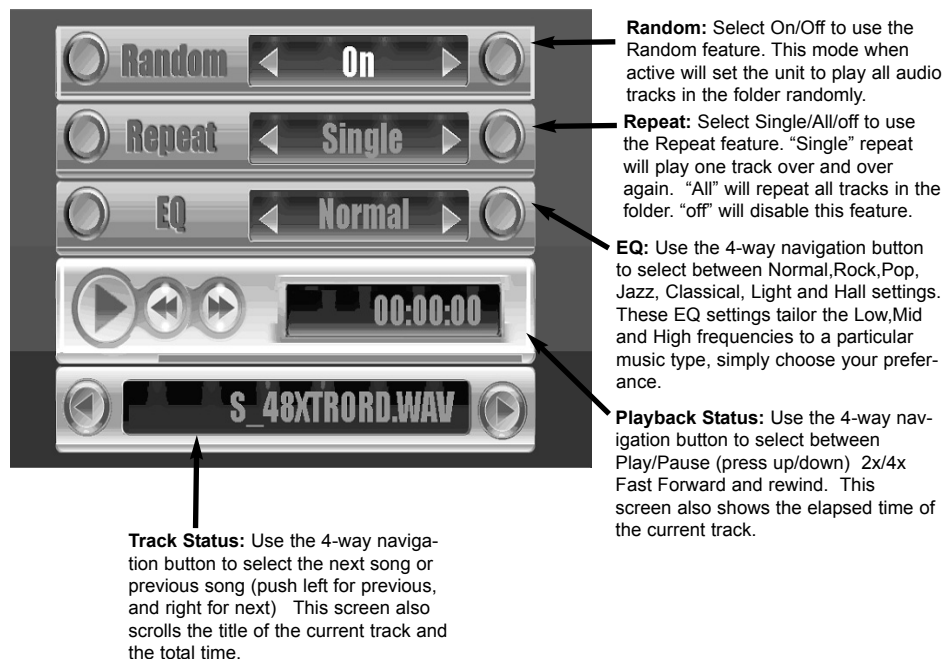 Random
On
Repeat
Single
EQ
Normal
00:00:00
S_48XTRORD.WAV
Random: Select On/Off to use the
Random feature. This mode when
active will set the unit to play all audio
tracks in the folder randomly.
Repeat: Select Single/All/off to use
the Repeat feature. “Single” repeat
will play one track over and over
again.  “All” will repeat all tracks in the
folder. “off” will disable this feature.
EQ: Use the 4-way navigation button
to select between Normal,Rock,Pop,
Jazz, Classical, Light and Hall settings.
These EQ settings tailor the Low,Mid
and High frequencies to a particular
music type, simply choose your prefer-
ance.
Playback Status: Use the 4-way nav-
igation button to select between
Play/Pause (press up/down)  2x/4x
Fast Forward and rewind.  This
screen also shows the elapsed time of
the current track.
Track Status: Use the 4-way naviga-
tion button to select the next song or
previous song (push left for previous,
and right for next)   This screen also
scrolls the title of the current track and
the total time.